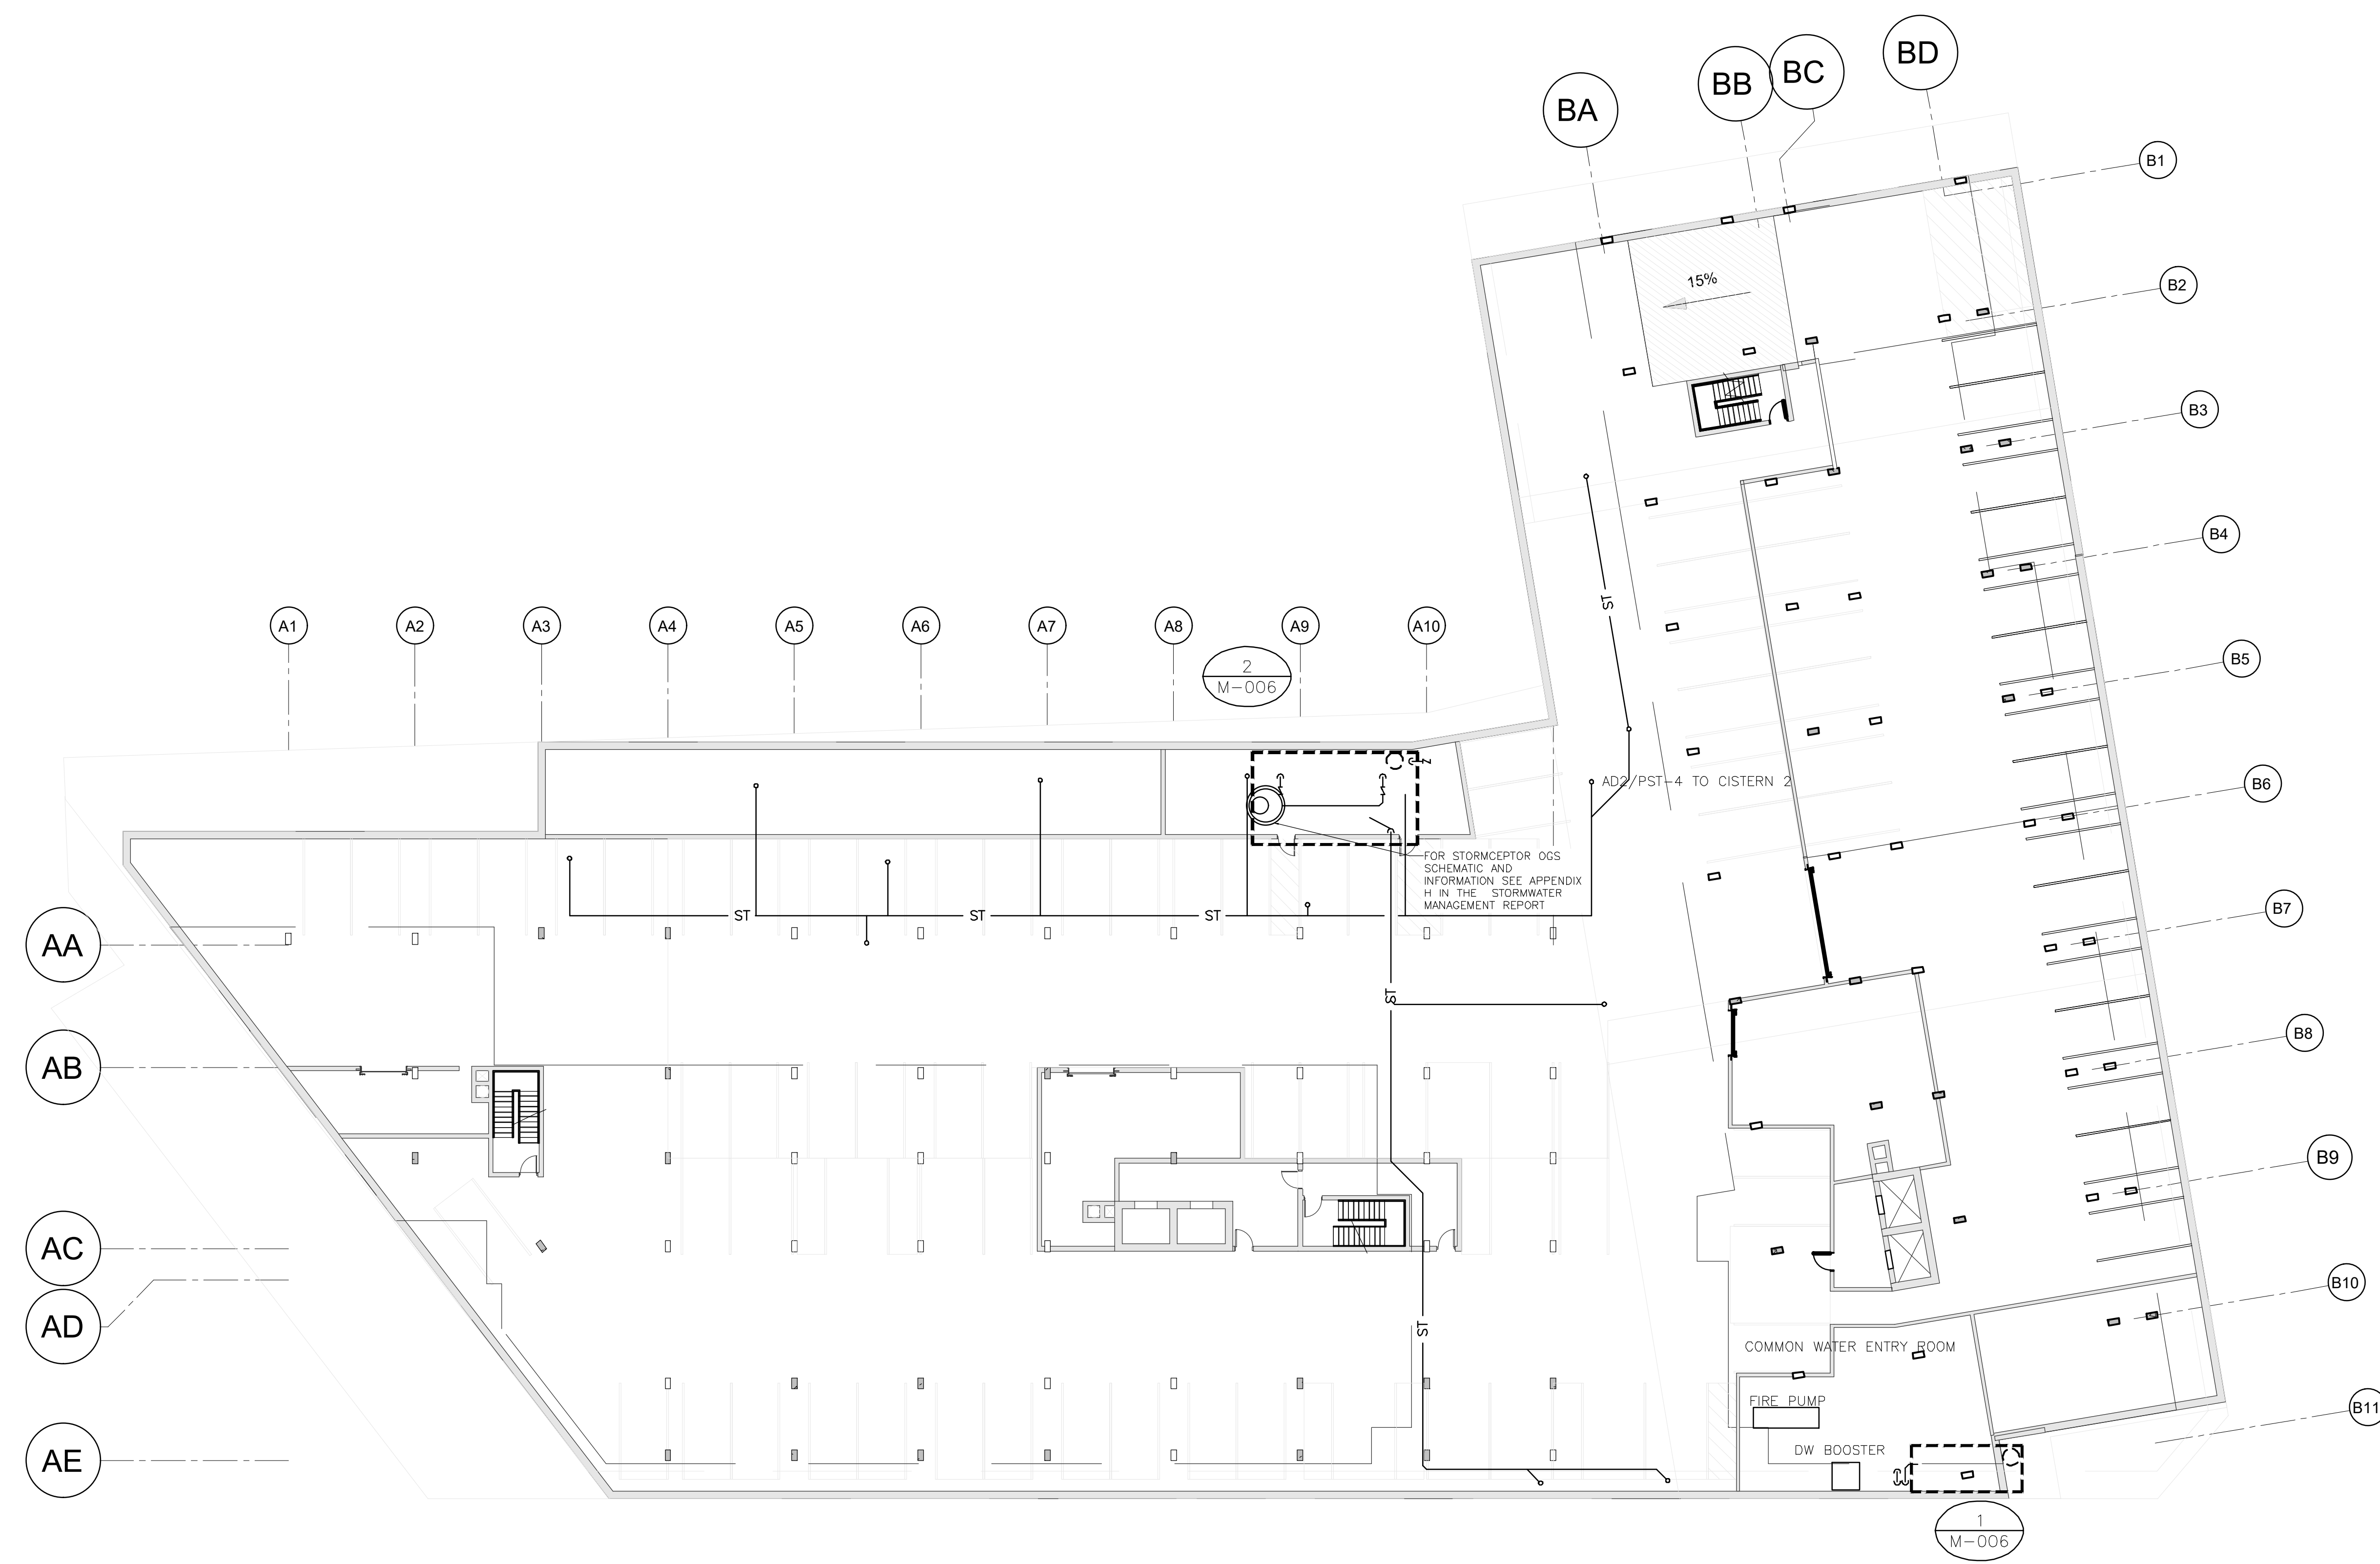 BA
BB
BC
BD
B1
B2
B3
B4
B5
B6
B7
B8
B9
B10
B11
15%
A1
A2
A3
A4
A5
A6
A7
A8
A9
A10
2
M-006
ST
AD2/PST-4 TO CISTERN 2
FOR STORMCEPTOR OGS
SCHEMATIC AND
INFORMATION SEE APPENDIX
H IN THE STORMWATER
MANAGEMENT REPORT
ST
ST
ST
ST
ST
AA
AB
AC
AD
AE
COMMON WATER ENTRY ROOM
FIRE PUMP
DW BOOSTER
1
M-006